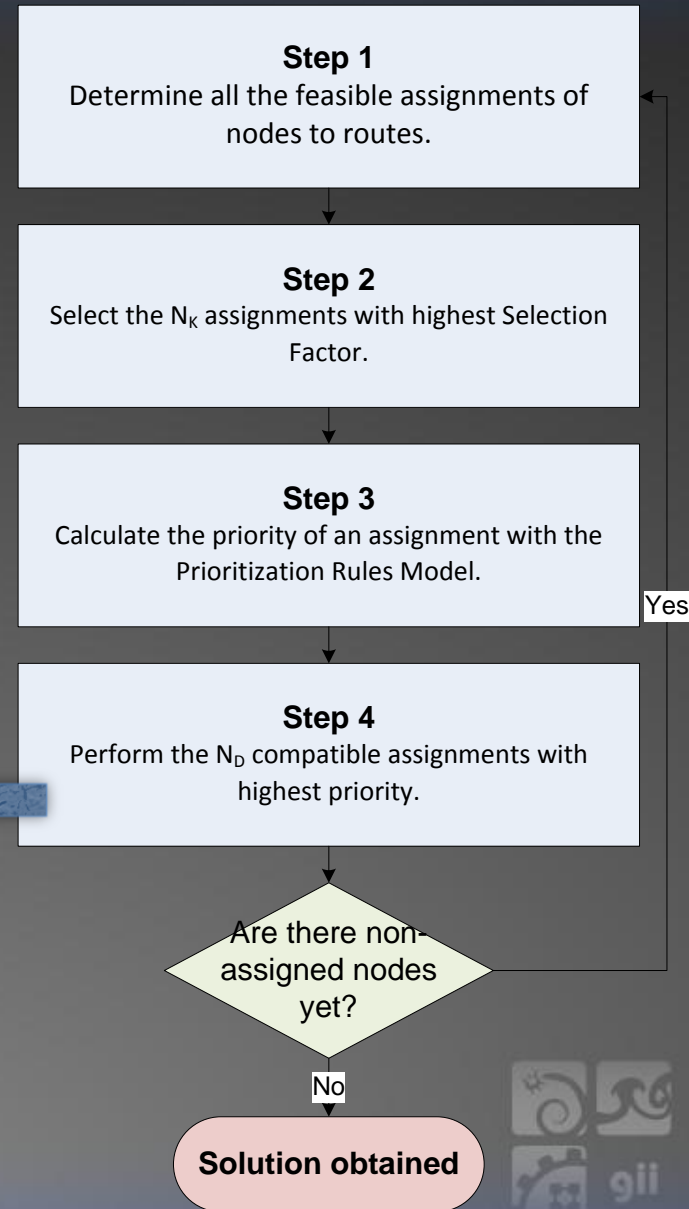 Step 1
Determine all the feasible assignments of
nodes to routes.
Step 2
Select the N_K assignments with highest Selection
Factor.
Step 3
Calculate the priority of an assignment with the
Prioritization Rules Model.
Yes
Step 4
Perform the N_D compatible assignments with
highest priority.
Are there non-
assigned nodes
yet?
No
Solution obtained
gii